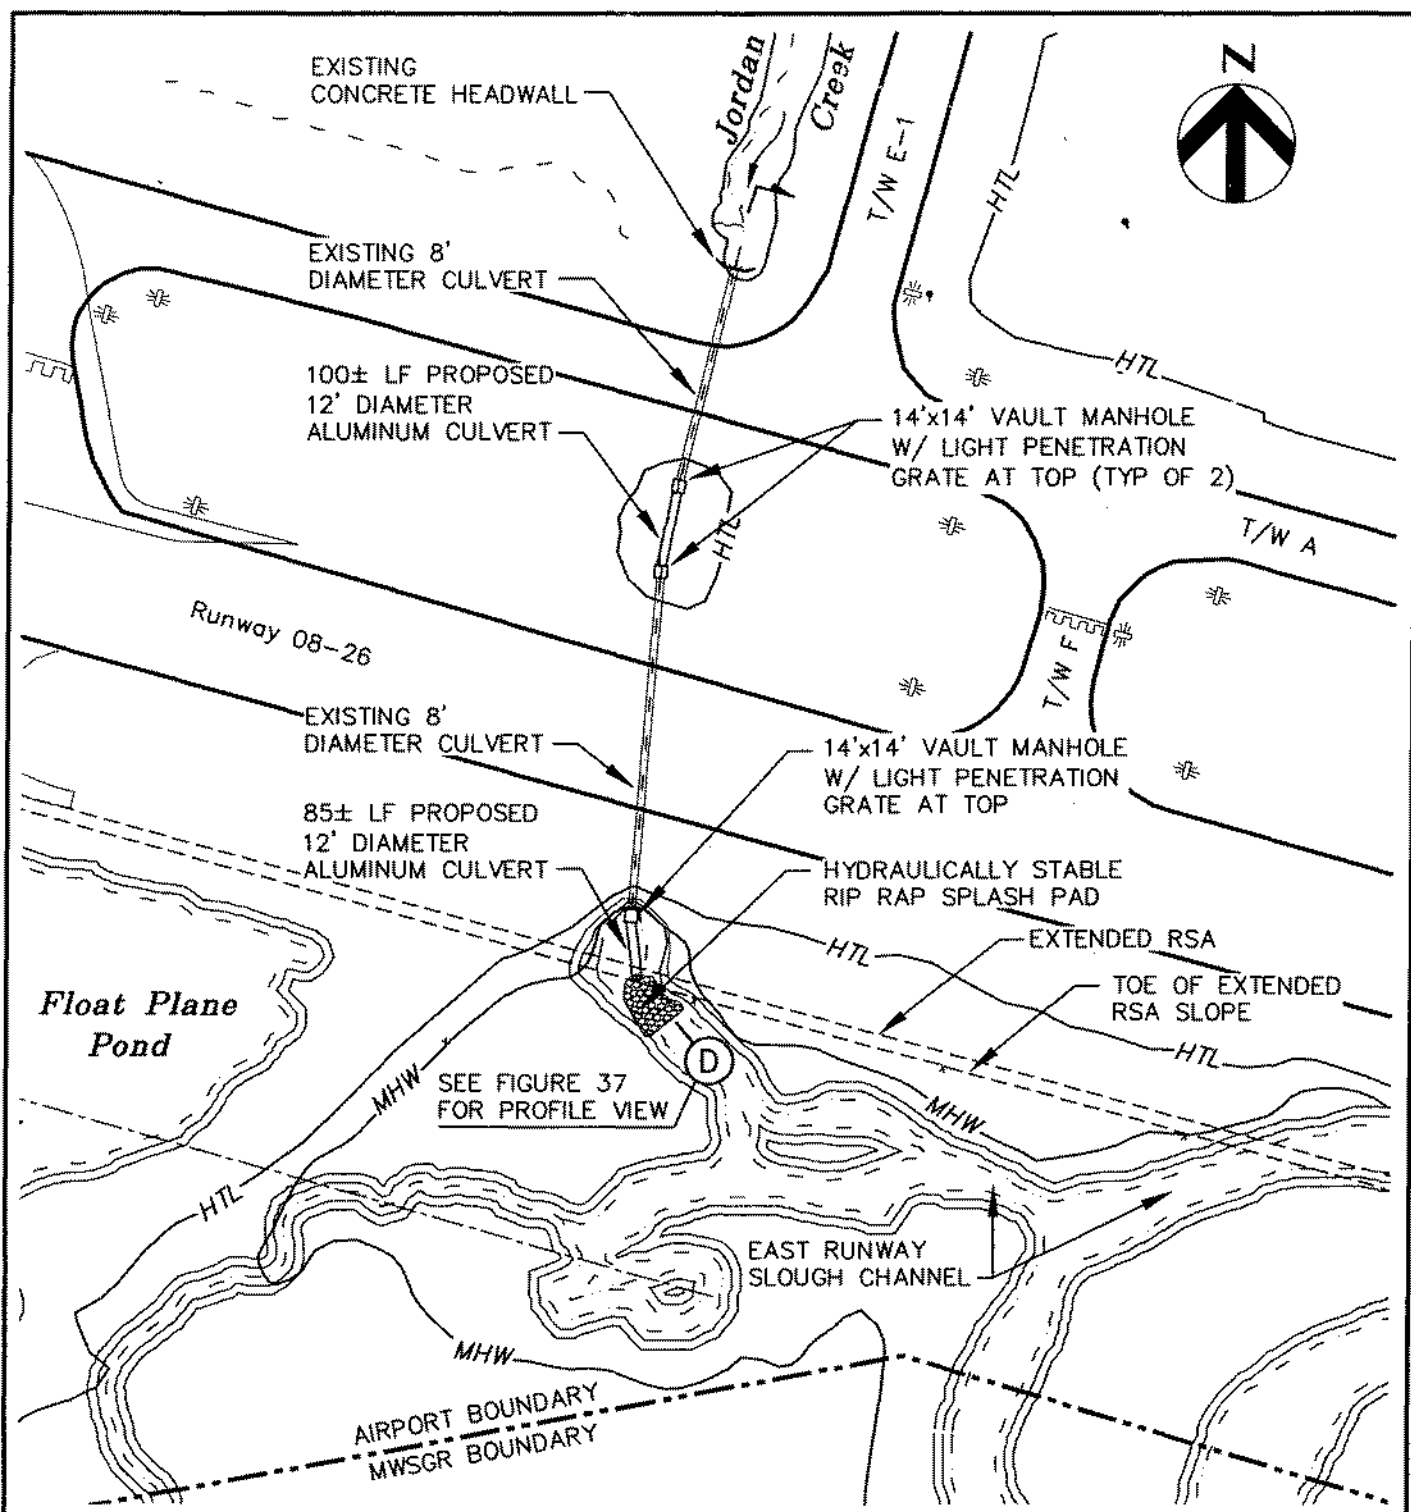 EXISTING
CONCRETE HEADWALL
Jordan
Creek
N
T/W E-1
HTL
EXISTING 8'
DIAMETER CULVERT
HTL
100± LF PROPOSED
12' DIAMETER
ALUMINUM CULVERT
14'x14' VAULT MANHOLE
W/ LIGHT PENETRATION
GRATE AT TOP (TYP OF 2)
HTL
T/W A
Runway 08-26
T/W F
EXISTING 8'
DIAMETER CULVERT
14'x14' VAULT MANHOLE
W/ LIGHT PENETRATION
GRATE AT TOP
85± LF PROPOSED
12' DIAMETER
ALUMINUM CULVERT
HYDRAULICALLY STABLE
RIP RAP SPLASH PAD
HTL
EXTENDED RSA
TOE OF EXTENDED
RSA SLOPE
Float Plane
Pond
HTL
D
SEE FIGURE 37
FOR PROFILE VIEW
MHW
MHW
HTL
EAST RUNWAY
SLOUGH CHANNEL
MHW
AIRPORT BOUNDARY
MWSGR BOUNDARY